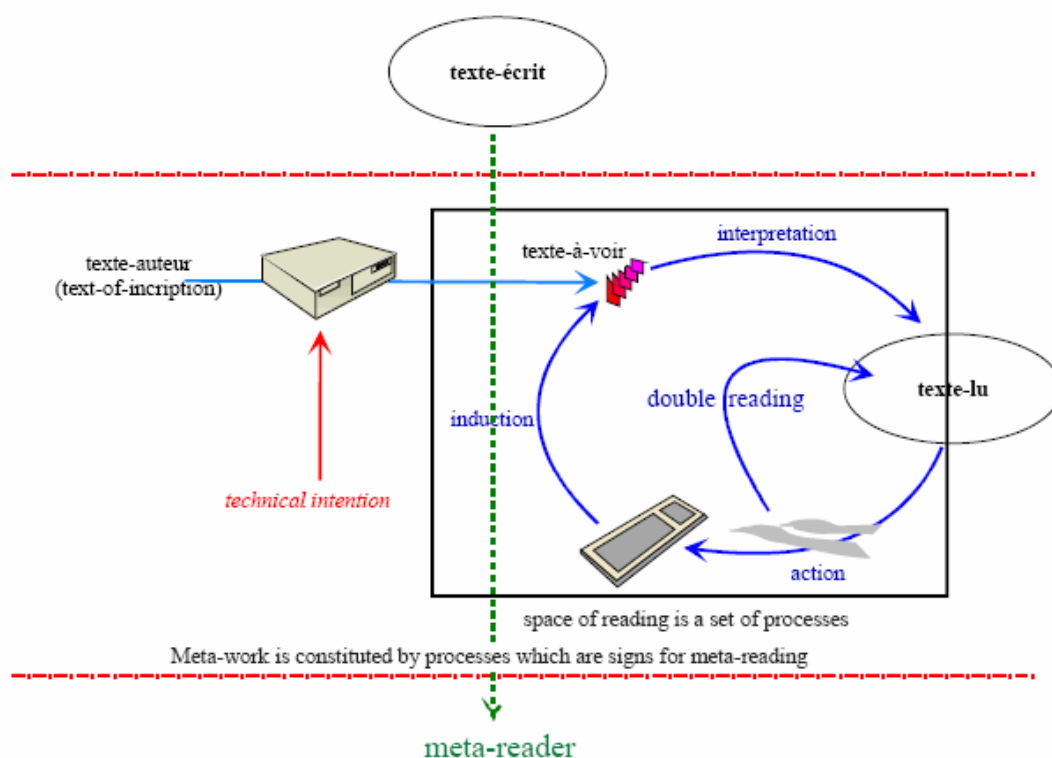 texte-écrit
interpretation
texte-à-voir
texte-auteur
(text-of-incription)
texte-lu
double reading
induction
technical intention
action
space of reading is a set of processes
Meta-work is constituted by processes which are signs for meta-reading
meta-reader